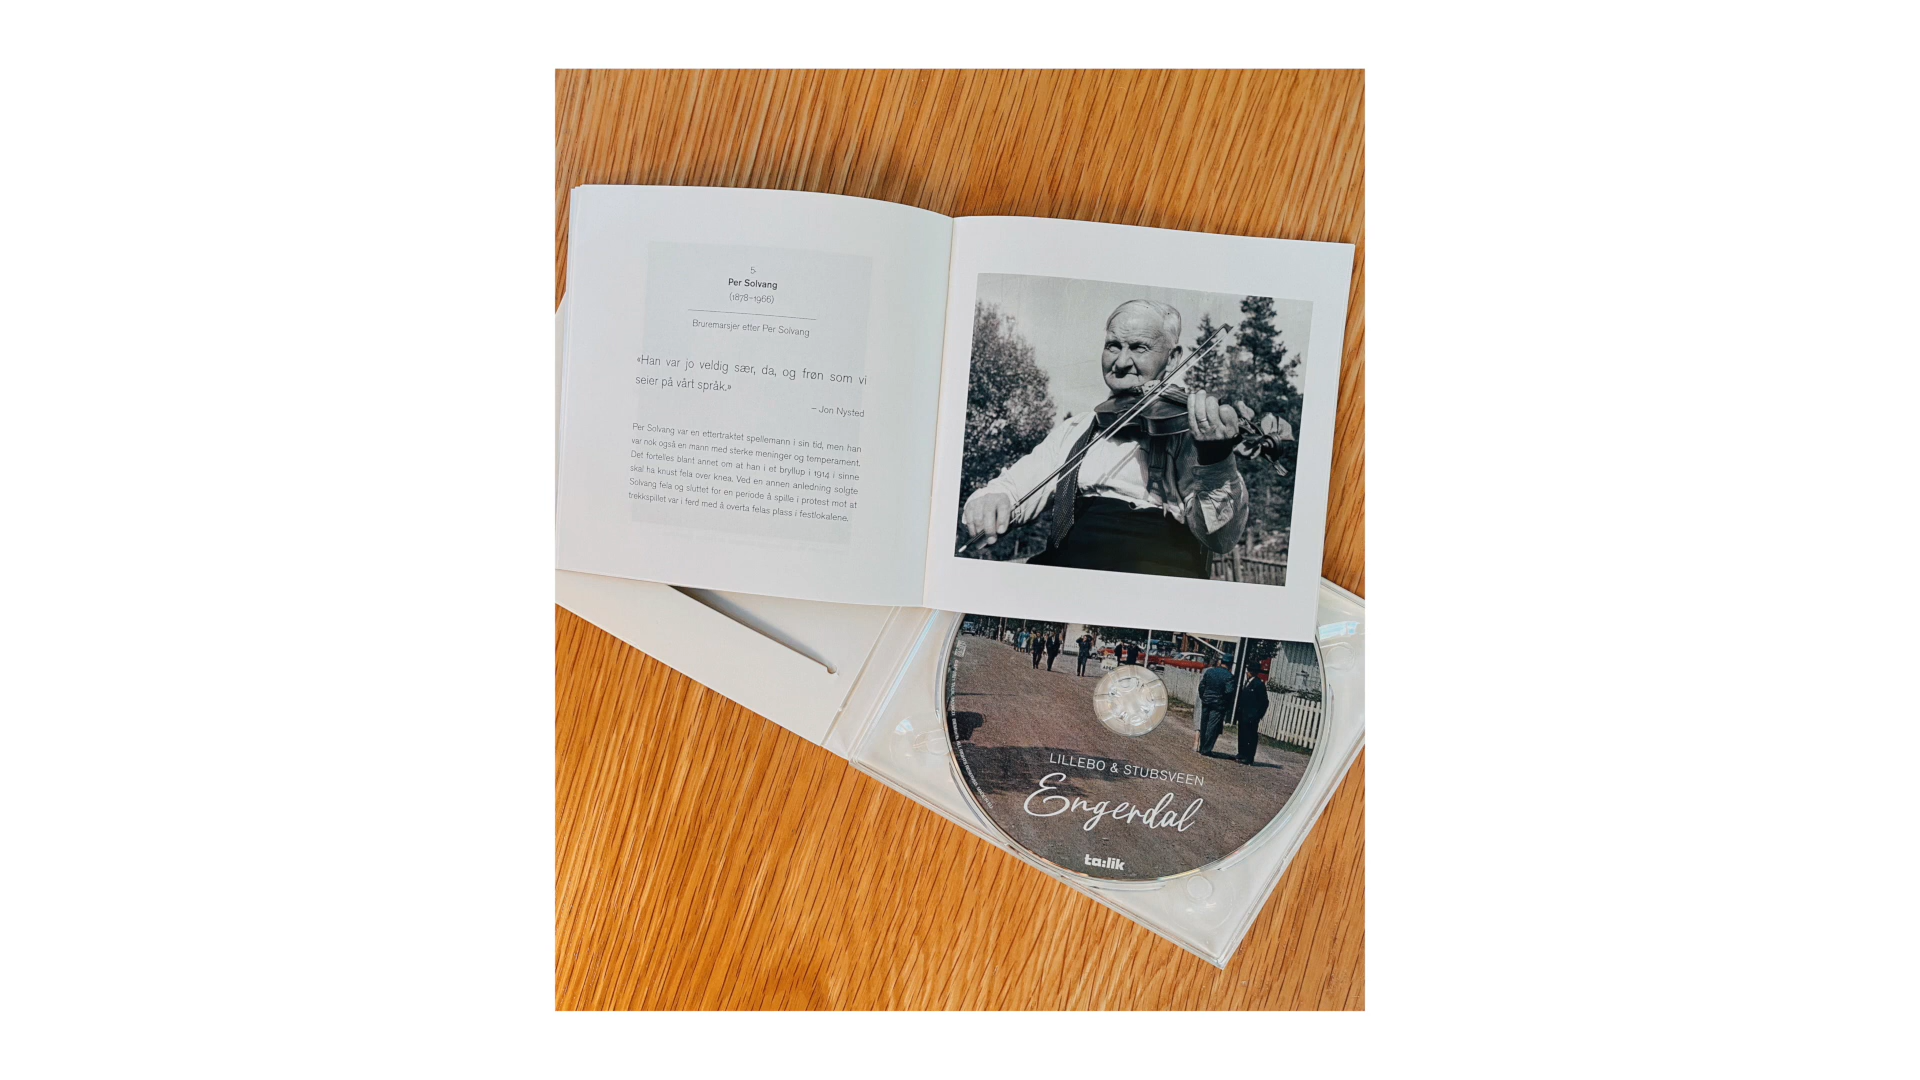 5.
Per Solvang
(1878–1966)
Bruremarsjer etter Per Solvang
«Han var jo veldig sær, da, og frøn som vi
seier på vårt språk.»
– Jon Nysted
Per Solvang var en ettertraktet spellemann i sin tid, men han
var nok også en mann med sterke meninger og temperament.
Det fortelles blant annet om at han i et bryllup i 1914 i sinne
skal ha knust fela over knea. Ved en annen anledning solgte
Solvang fela og sluttet for en periode å spille i protest mot at
trekkspillet var i ferd med å overta felas plass i festlokalene.
LILLEBO & STUBSVEEN
Engerdal
ta:lik